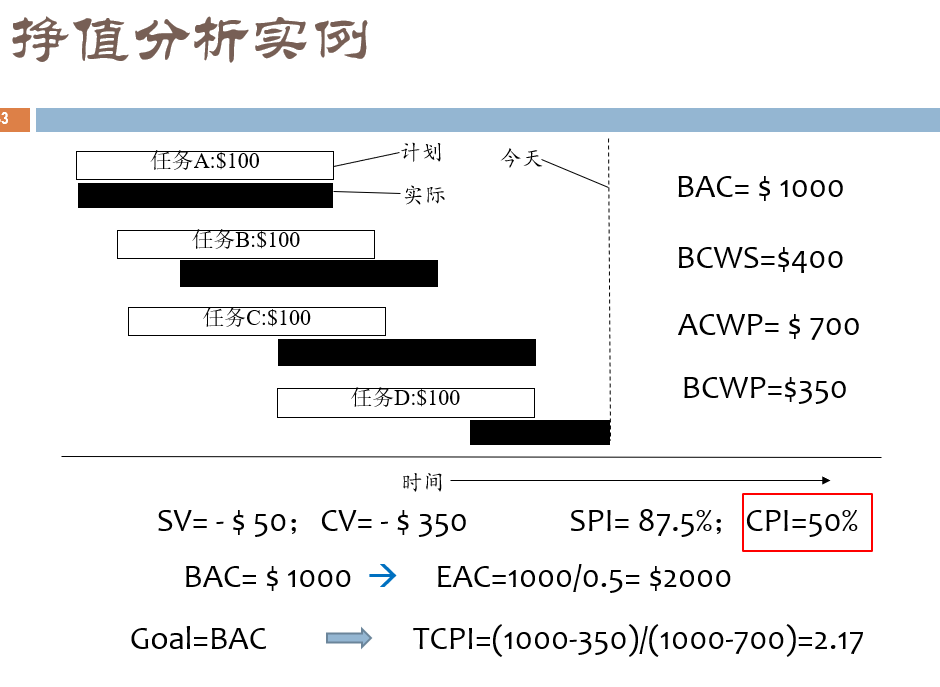 挣值分析实例
3
任务A:$100
计划
今天
实际
BAC= $ 1000
任务B:$100
BCWS=$400
任务C:$100
ACWP= $ 700
任务D:$100
BCWP=$350
时间
SV= - $ 50； CV= - $ 350 SPI= 87.5%； CPI=50%
BAC= $ 1000 → EAC=1000/0.5= $2000
Goal=BAC TCPI=(1000-350)/(1000-700)=2.17